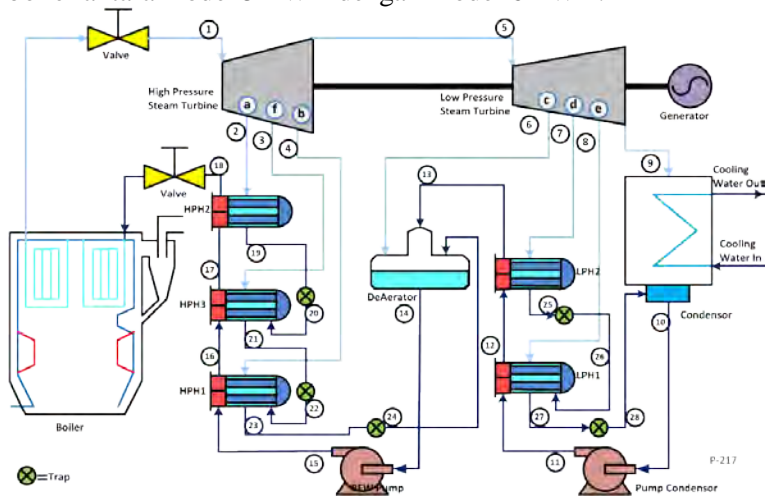 1
5
Valve
High Pressure
Steam Turbine
a
f
b
Low Pressure
Steam Turbine
c
d
e
Generator
2
3
4
6
7
8
9
18
13
Valve
HPH2
Cooling
Water Out
19
17
LPH2
Cooling
Water In
DeAerator
HPH3
20
14
25
Condensor
10
21
16
12
26
HPH1
22
LPH1
24
23
27
28
Boiler
15
11
P-217
=Trap
Pump
Pump Condensor